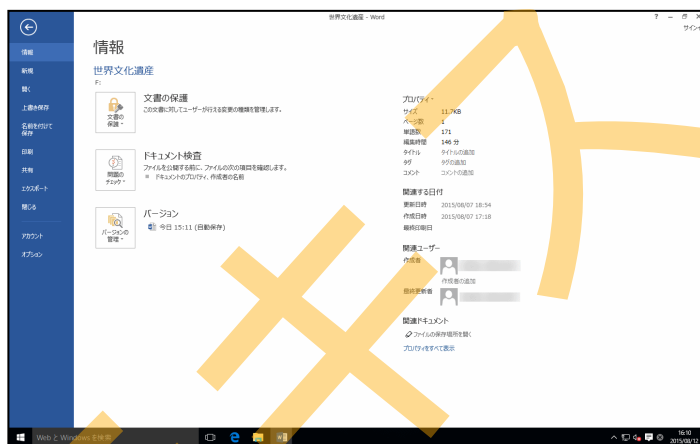 世界文化遺産 - Word
?
サインイ
情報
情報
新規
開く
上書き保存
名前を付けて
保存
印刷
共有
エクスポート
閉じる
アカウント
オプション
世界文化遺産
F:
文書の
保護
文書の保護
この文書に対してユーザーが行える変更の種類を管理します。
問題の
チェック
ドキュメント検査
ファイルを公開する前に、ファイルの次の項目を確認します。
ドキュメントのプロパティ、作成者の名前
バージョンの
管理
バージョン
今日 15:11 (自動保存)
プロパティ
サイズ 11.7KB
ページ数 1
単語数 171
編集時間 146 分
タイトル タイトルの追加
タグ タグの追加
コメント コメントの追加
関連する日付
更新日時 2015/08/07 18:54
作成日時 2015/08/07 17:18
最終印刷日
関連ユーザー
作成者
作成者の追加
最終更新者
関連ドキュメント
ファイルの保存場所を開く
プロパティをすべて表示
Web と Windows を検索
16:10
2015/08/13